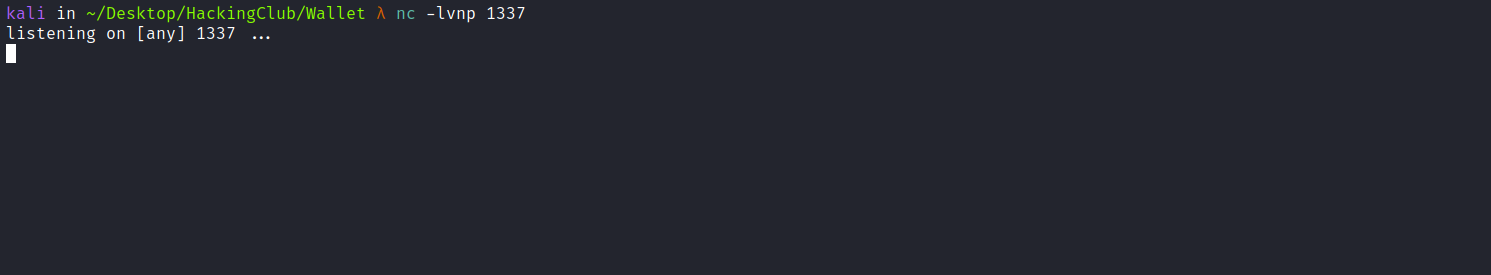 kali in ~/Desktop/HackingClub/Wallet λ nc -lvnp 1337
listening on [any] 1337 ...